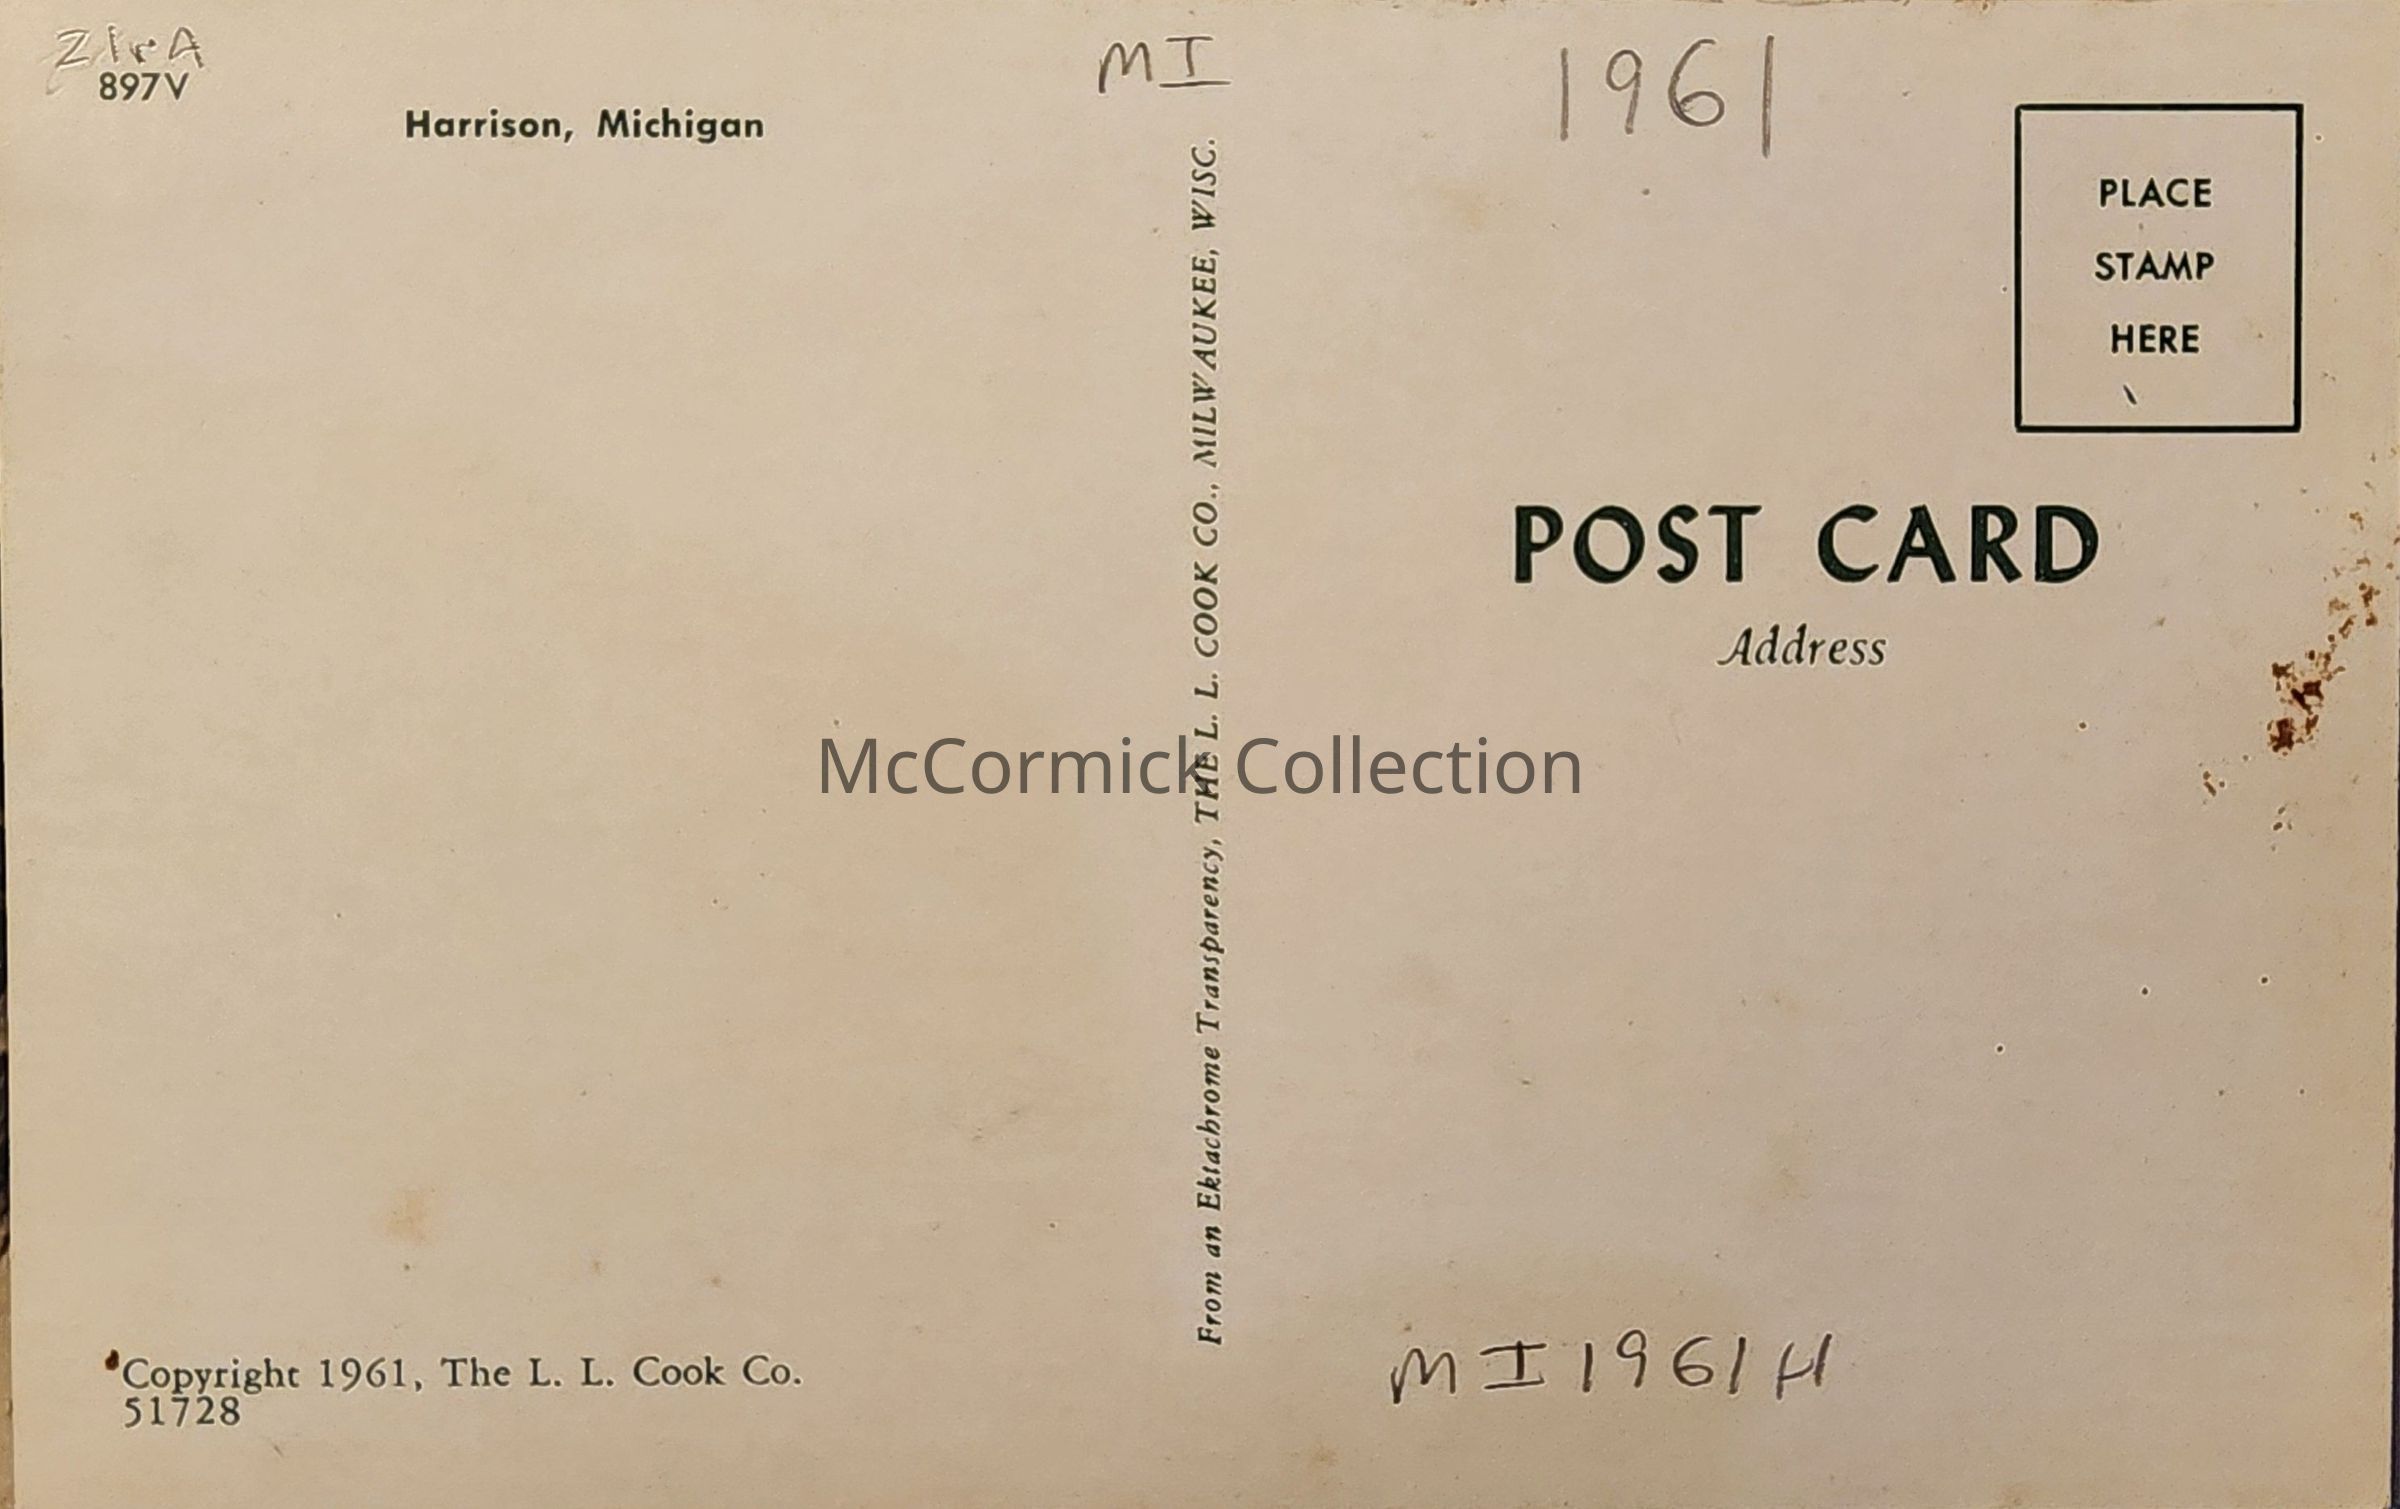 897V
Harrison, Michigan
MI
1961
PLACE
STAMP
HERE
From an Ektachrome Transparency, THE L. L. COOK CO., MILWAUKEE, WISC.
POST CARD
Address
McCormick Collection
Copyright 1961, The L. L. Cook Co.
51728
MI1961H